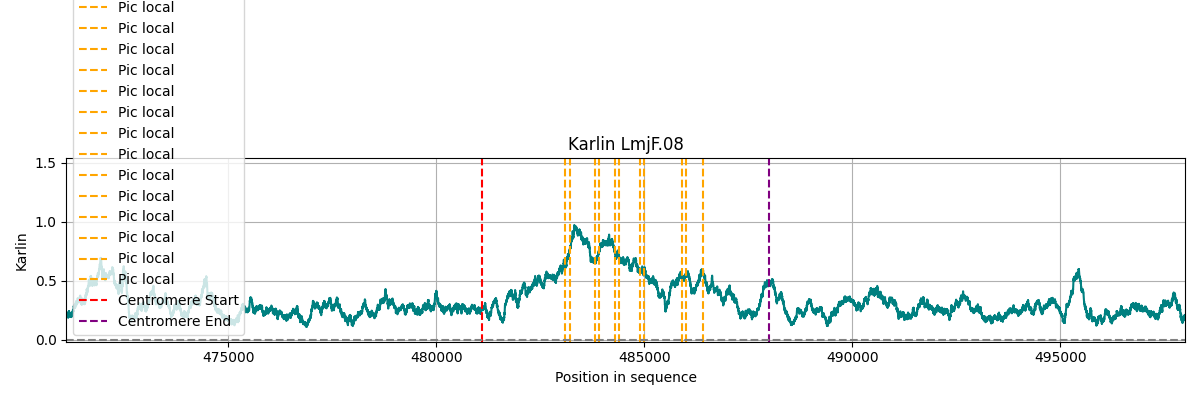 Pic local
Pic local
Pic local
Pic local
Pic local
Pic local
Pic local
Pic local
Pic local
Pic local
Pic local
Pic local
Pic local
Pic local
Centromere Start
Centromere End
Karlin LmjF.08
1.5
1.0
0.5
0.0
Karlin
475000 480000 485000 490000 495000
Position in sequence